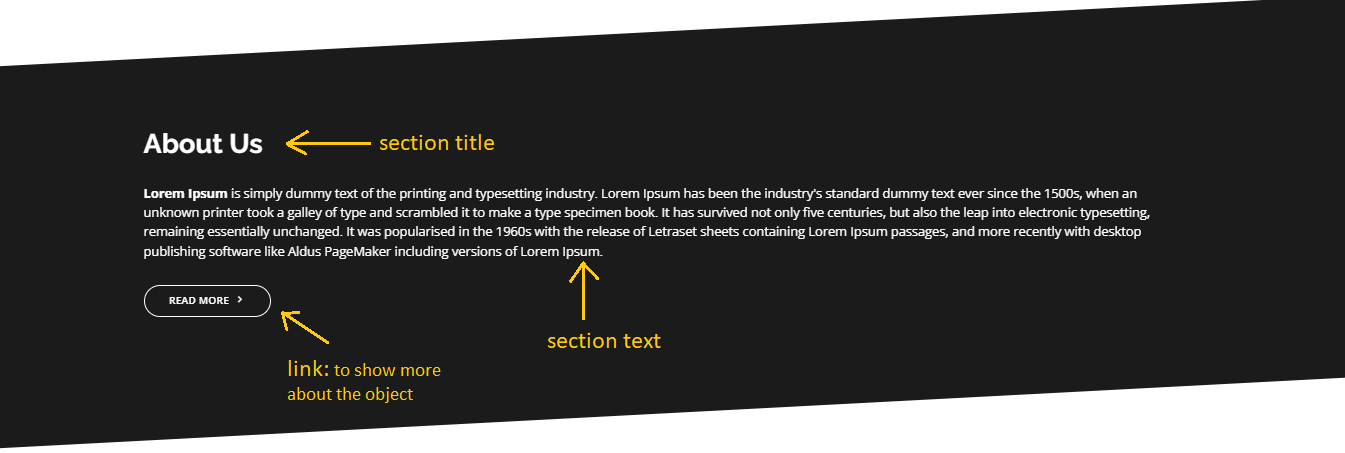 About Us
section title
Lorem Ipsum is simply dummy text of the printing and typesetting industry. Lorem Ipsum has been the industry's standard dummy text ever since the 1500s, when an
unknown printer took a galley of type and scrambled it to make a type specimen book. It has survived not only five centuries, but also the leap into electronic typesetting,
remaining essentially unchanged. It was popularised in the 1960s with the release of Letraset sheets containing Lorem Ipsum passages, and more recently with desktop
publishing software like Aldus PageMaker including versions of Lorem Ipsum.
READ MORE >
section text
link: to show more
about the object